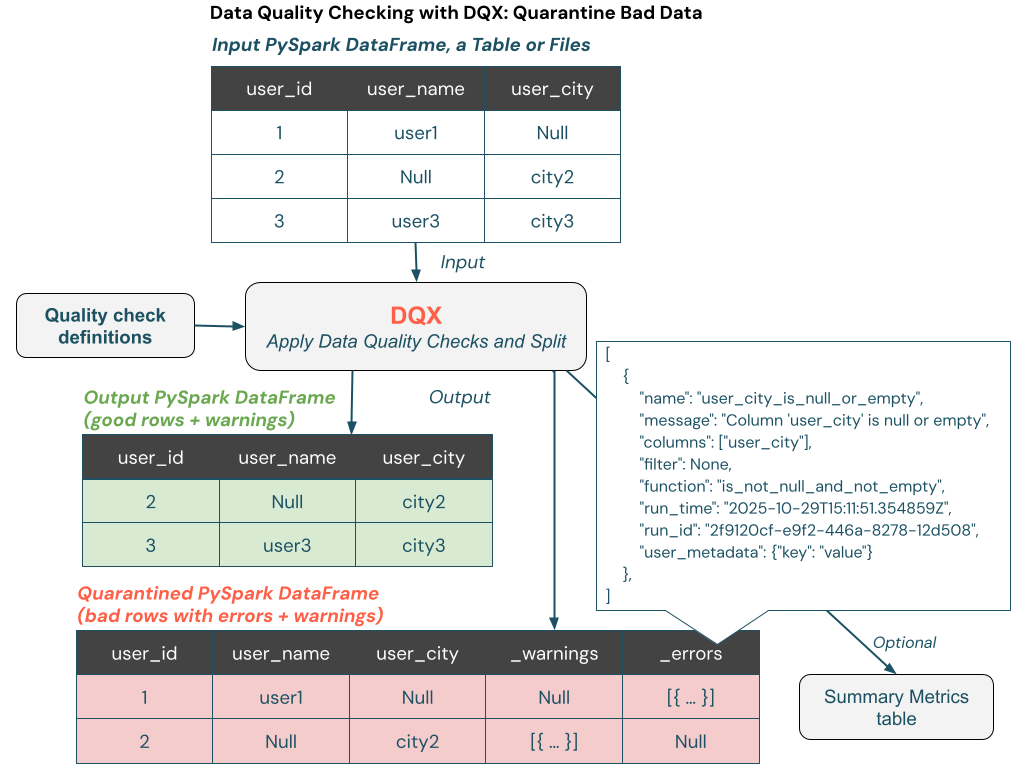 Data Quality Checking with DQX: Quarantine Bad Data
Input PySpark DataFrame, a Table or Files
user_id user_name user_city
1 user1 Null
2 Null city2
3 user3 city3
Input
Quality check
definitions
DQX
Apply Data Quality Checks and Split
Output
Output PySpark DataFrame
(good rows + warnings)
user_id user_name user_city
2 Null city2
3 user3 city3
[
{
"name": "user_city_is_null_or_empty",
"message": "Column 'user_city' is null or empty",
"columns": ["user_city"],
"filter": None,
"function": "is_not_null_and_not_empty",
"run_time": "2025-10-29T15:11:51.354859Z",
"run_id": "2f9120cf-e9f2-446a-8278-12d508",
"user_metadata": {"key": "value"}
},
]
Quarantined PySpark DataFrame
(bad rows with errors + warnings)
user_id user_name user_city _warnings _errors
1 user1 Null Null [{ ... }]
2 Null city2 [{ ... }] Null
Optional
Summary Metrics
table